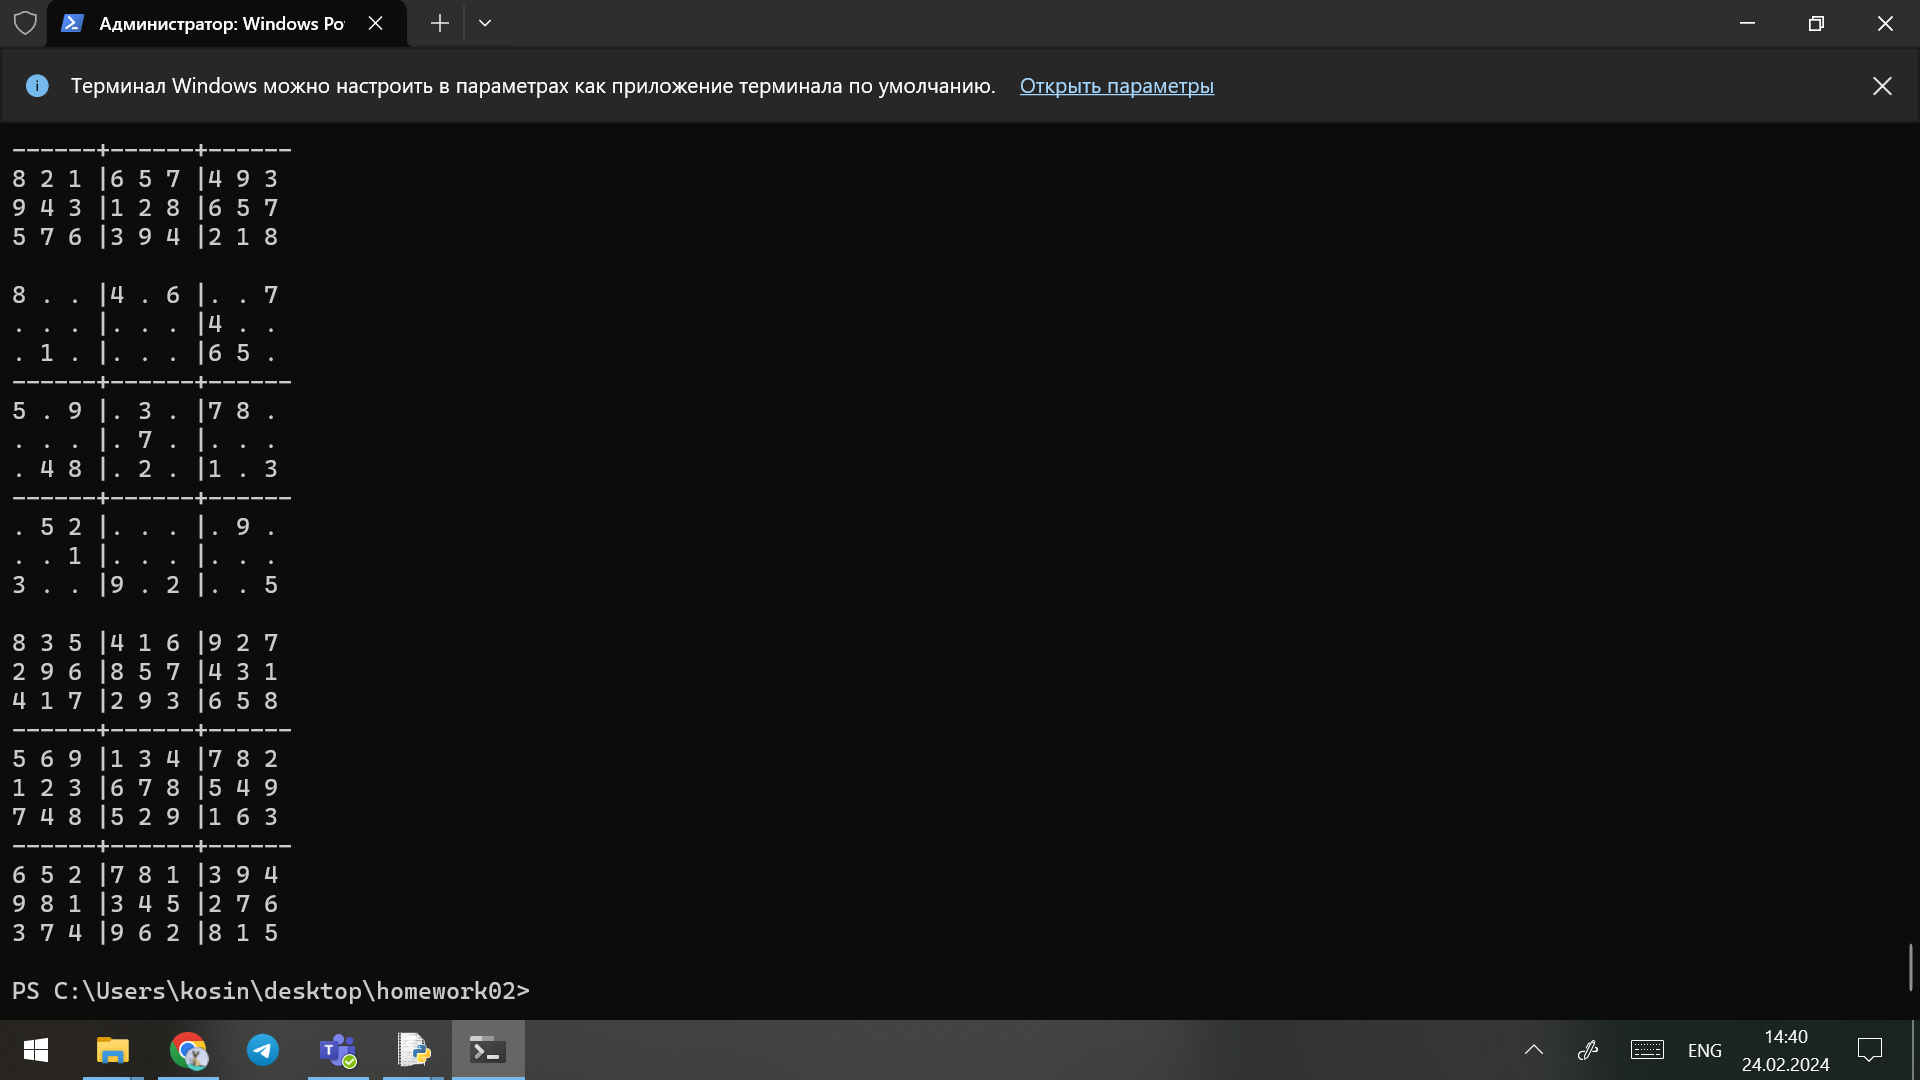 Администратор: Windows Po
Терминал Windows можно настроить в параметрах как приложение терминала по умолчанию. Открыть параметры
------+------+------
8 2 1 |6 5 7 |4 9 3
9 4 3 |1 2 8 |6 5 7
5 7 6 |3 9 4 |2 1 8
8 . . |4 . 6 |. . 7
. . . |. . . |4 . .
. 1 . |. . . |6 5 .
------+------+------
5 . 9 |. 3 . |7 8 .
. . . |. 7 . |. . .
. 4 8 |. 2 . |1 . 3
------+------+------
. 5 2 |. . . |. 9 .
. . 1 |. . . |. . .
3 . . |9 . 2 |. . 5
8 3 5 |4 1 6 |9 2 7
2 9 6 |8 5 7 |4 3 1
4 1 7 |2 9 3 |6 5 8
------+------+------
5 6 9 |1 3 4 |7 8 2
1 2 3 |6 7 8 |5 4 9
7 4 8 |5 2 9 |1 6 3
------+------+------
6 5 2 |7 8 1 |3 9 4
9 8 1 |3 4 5 |2 7 6
3 7 4 |9 6 2 |8 1 5
PS C:\Users\kosin\desktop\homework02>
ENG
14:40
24.02.2024